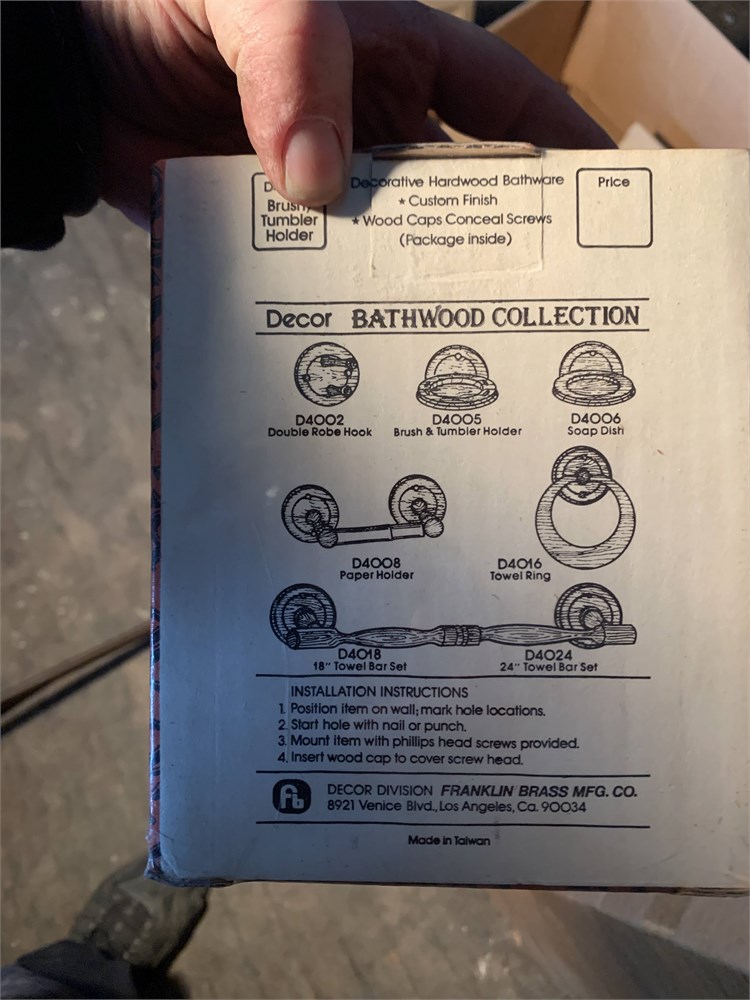 Brush/
Tumbler
Holder
Decorative Hardwood Bathware
★ Custom Finish
★ Wood Caps Conceal Screws
(Package inside)
Price
Decor BATHWOOD COLLECTION
D4002
Double Robe Hook
D4005
Brush & Tumbler Holder
D4006
Soap Dish
D4008
Paper Holder
D4016
Towel Ring
D4018
18" Towel Bar Set
D4024
24" Towel Bar Set
INSTALLATION INSTRUCTIONS
1. Position item on wall; mark hole locations.
2. Start hole with nail or punch.
3. Mount item with phillips head screws provided.
4. Insert wood cap to cover screw head.
fb
DECOR DIVISION FRANKLIN BRASS MFG. CO.
8921 Venice Blvd., Los Angeles, Ca. 90034
Made in Taiwan